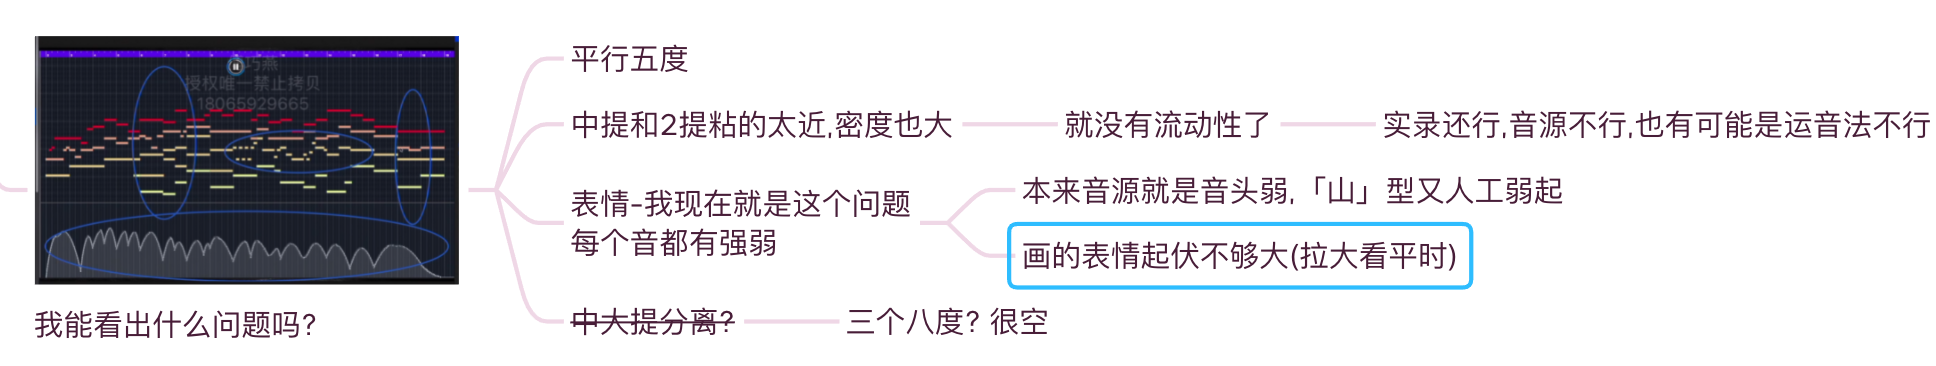 巧燕
授权唯一禁止拷贝
18065929665
我能看出什么问题吗?
平行五度
中提和2提粘的太近,密度也大
就没有流动性了
实录还行,音源不行,也有可能是运音法不行
表情-我现在就是这个问题
每个音都有强弱
本来音源就是音头弱,「山」型又人工弱起
画的表情起伏不够大(拉大看平时)
中大提分离?
三个八度? 很空